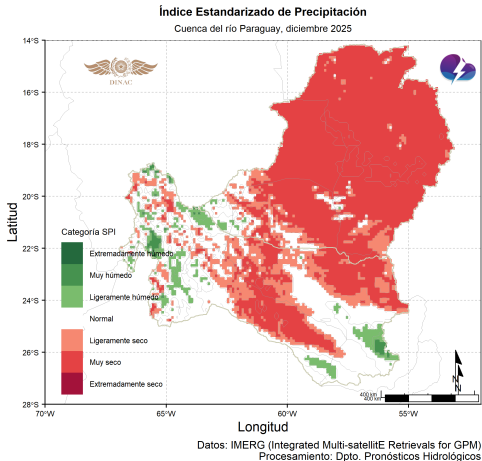 Índice Estandarizado de Precipitación
Cuenca del río Paraguay, diciembre 2025
14°S
16°S
18°S
20°S
22°S
24°S
26°S
28°S
Latitud
DINAC
Categoría SPI
Extremadamente húmedo
Muy húmedo
Ligeramente húmedo
Normal
Ligeramente seco
Muy seco
Extremadamente seco
N
N
400 km
400 km
70°W
65°W
60°W
55°W
Longitud
Datos: IMERG (Integrated Multi-satellitE Retrievals for GPM)
Procesamiento: Dpto. Pronósticos Hidrológicos